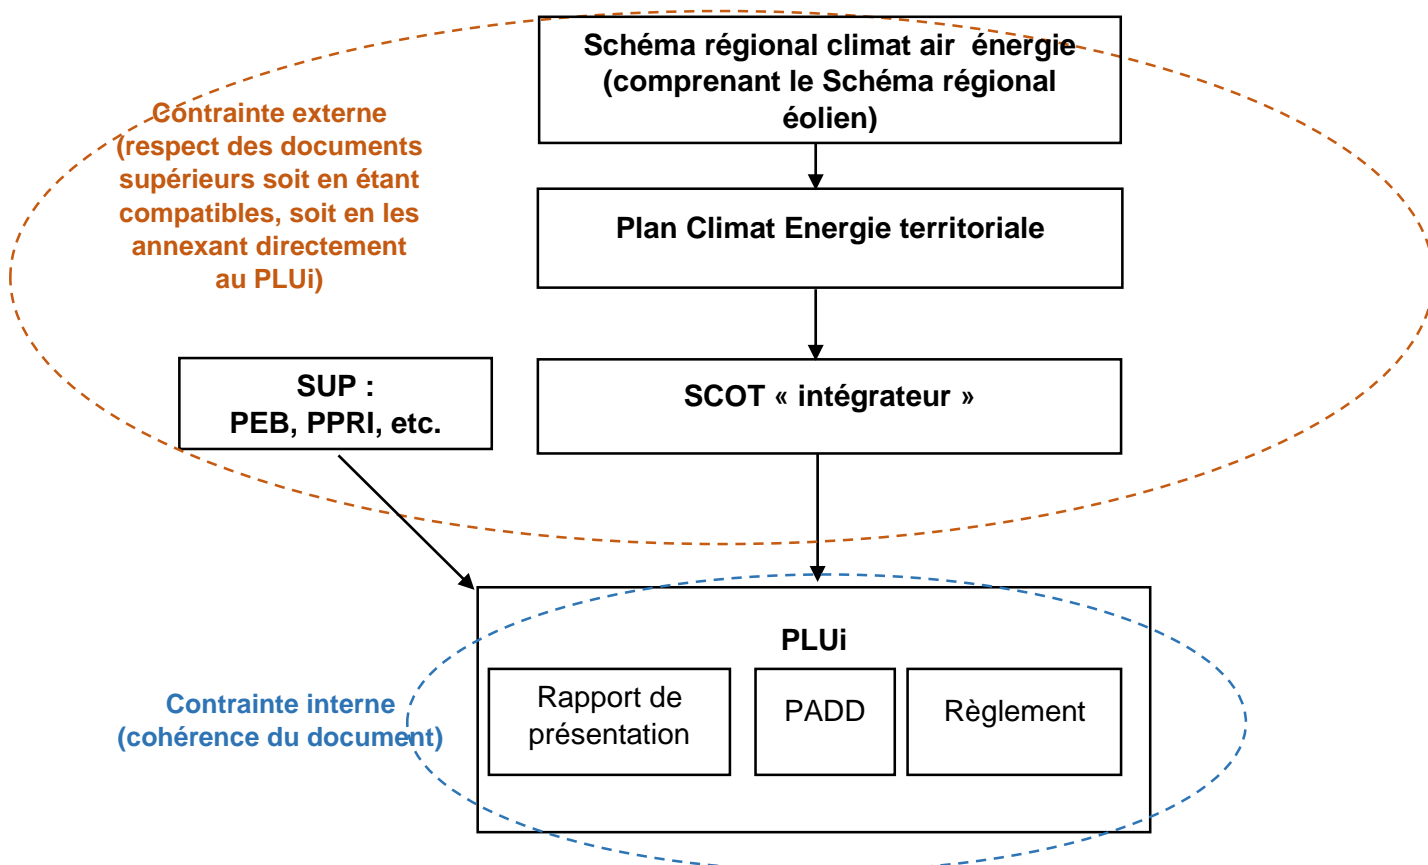 Schéma régional climat air  énergie
(comprenant le Schéma régional
éolien)
Contrainte externe
(respect des documents
supérieurs soit en étant
compatibles, soit en les
annexant directement
au PLUi)
Plan Climat Energie territoriale
SUP :
PEB, PPRI, etc.
SCOT « intégrateur »
PLUi
Rapport de
présentation
PADD
Règlement
Contrainte interne
(cohérence du document)